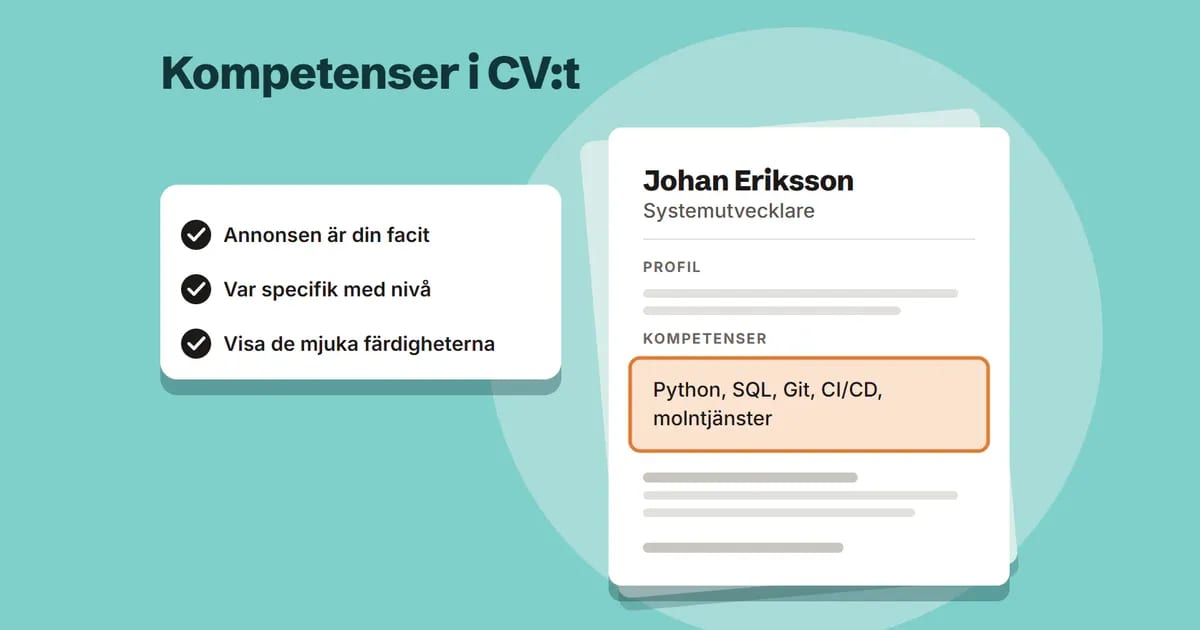 Kompetenser i CV:t
Annonsen är din facit
Var specifik med nivå
Visa de mjuka färdigheterna
Johan Eriksson
Systemutvecklare
PROFIL
KOMPETENSER
Python, SQL, Git, CI/CD,
molntjänster